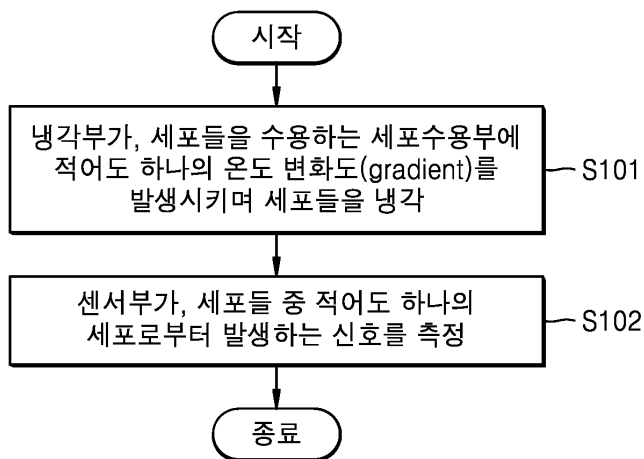 시작
냉각부가, 세포들을 수용하는 세포수용부에
적어도 하나의 온도 변화도(gradient)를
발생시키며 세포들을 냉각
S101
센서부가, 세포들 중 적어도 하나의
세포로부터 발생하는 신호를 측정
S102
종료